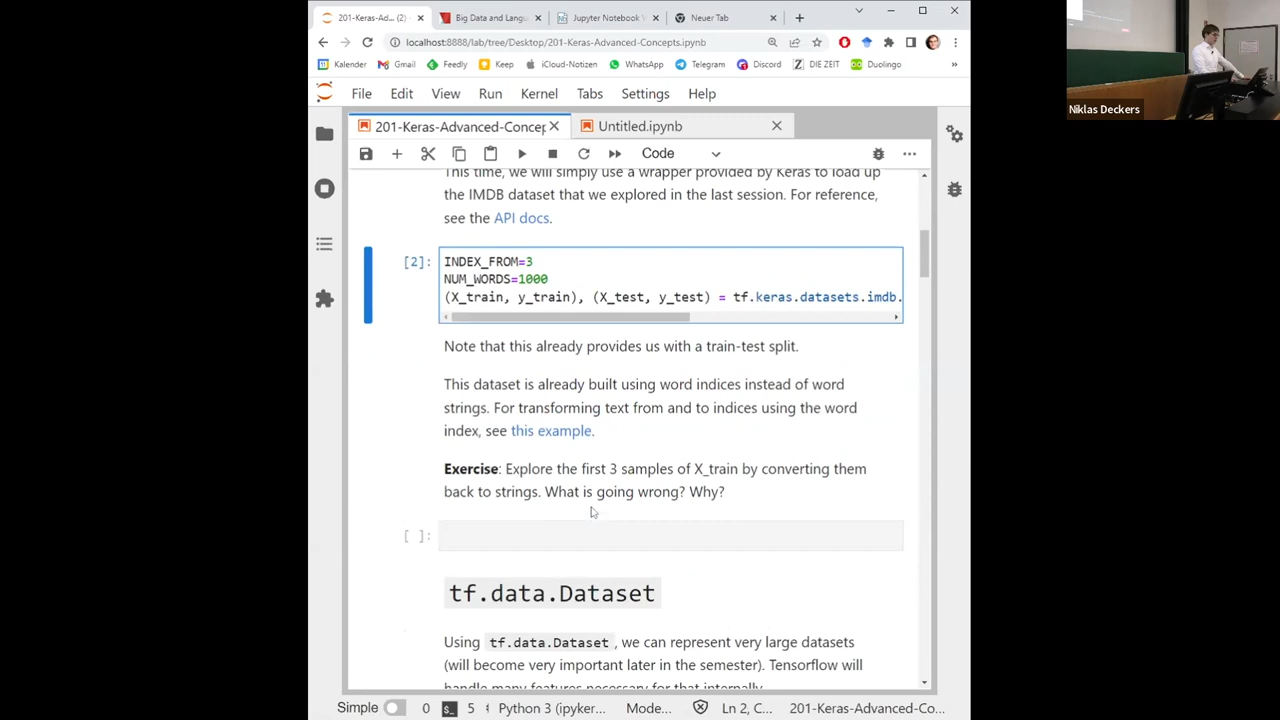 201-Keras-Ad... (2)
Big Data and Langu
Jupyter Notebook
Neuer Tab
localhost:8888/lab/tree/Desktop/201-Keras-Advanced-Concepts.ipynb
Kalender
Gmail
Feedly
Keep
iCloud-Notizen
WhatsApp
Telegram
Discord
DIE ZEIT
Duolingo
»
File
Edit
View
Run
Kernel
Tabs
Settings
Help
201-Keras-Advanced-Concep
Untitled.ipynb
Code
This time, we will simply use a wrapper provided by Keras to load up
the IMDB dataset that we explored in the last session. For reference,
see the API docs.
[2]:
INDEX_FROM=3
NUM_WORDS=1000
(X_train, y_train), (X_test, y_test) = tf.keras.datasets.imdb.
Note that this already provides us with a train-test split.
This dataset is already built using word indices instead of word
strings. For transforming text from and to indices using the word
index, see this example.
Exercise: Explore the first 3 samples of X_train by converting them
back to strings. What is going wrong? Why?
[ ]:
tf.data.Dataset
Using tf.data.Dataset , we can represent very large datasets
(will become very important later in the semester). Tensorflow will
handle many features necessary for that internally.
Simple
0
5
Python 3 (ipyker...
Mode...
Ln 2, C...
201-Keras-Advanced-Co...
Niklas Deckers